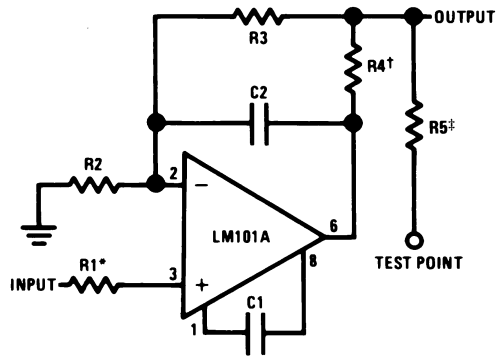 OUTPUT
R3
R4†
C2
R5‡
R2
2
−
6
LM101A
8
TEST POINT
INPUT
R1*
3
+
C1
1